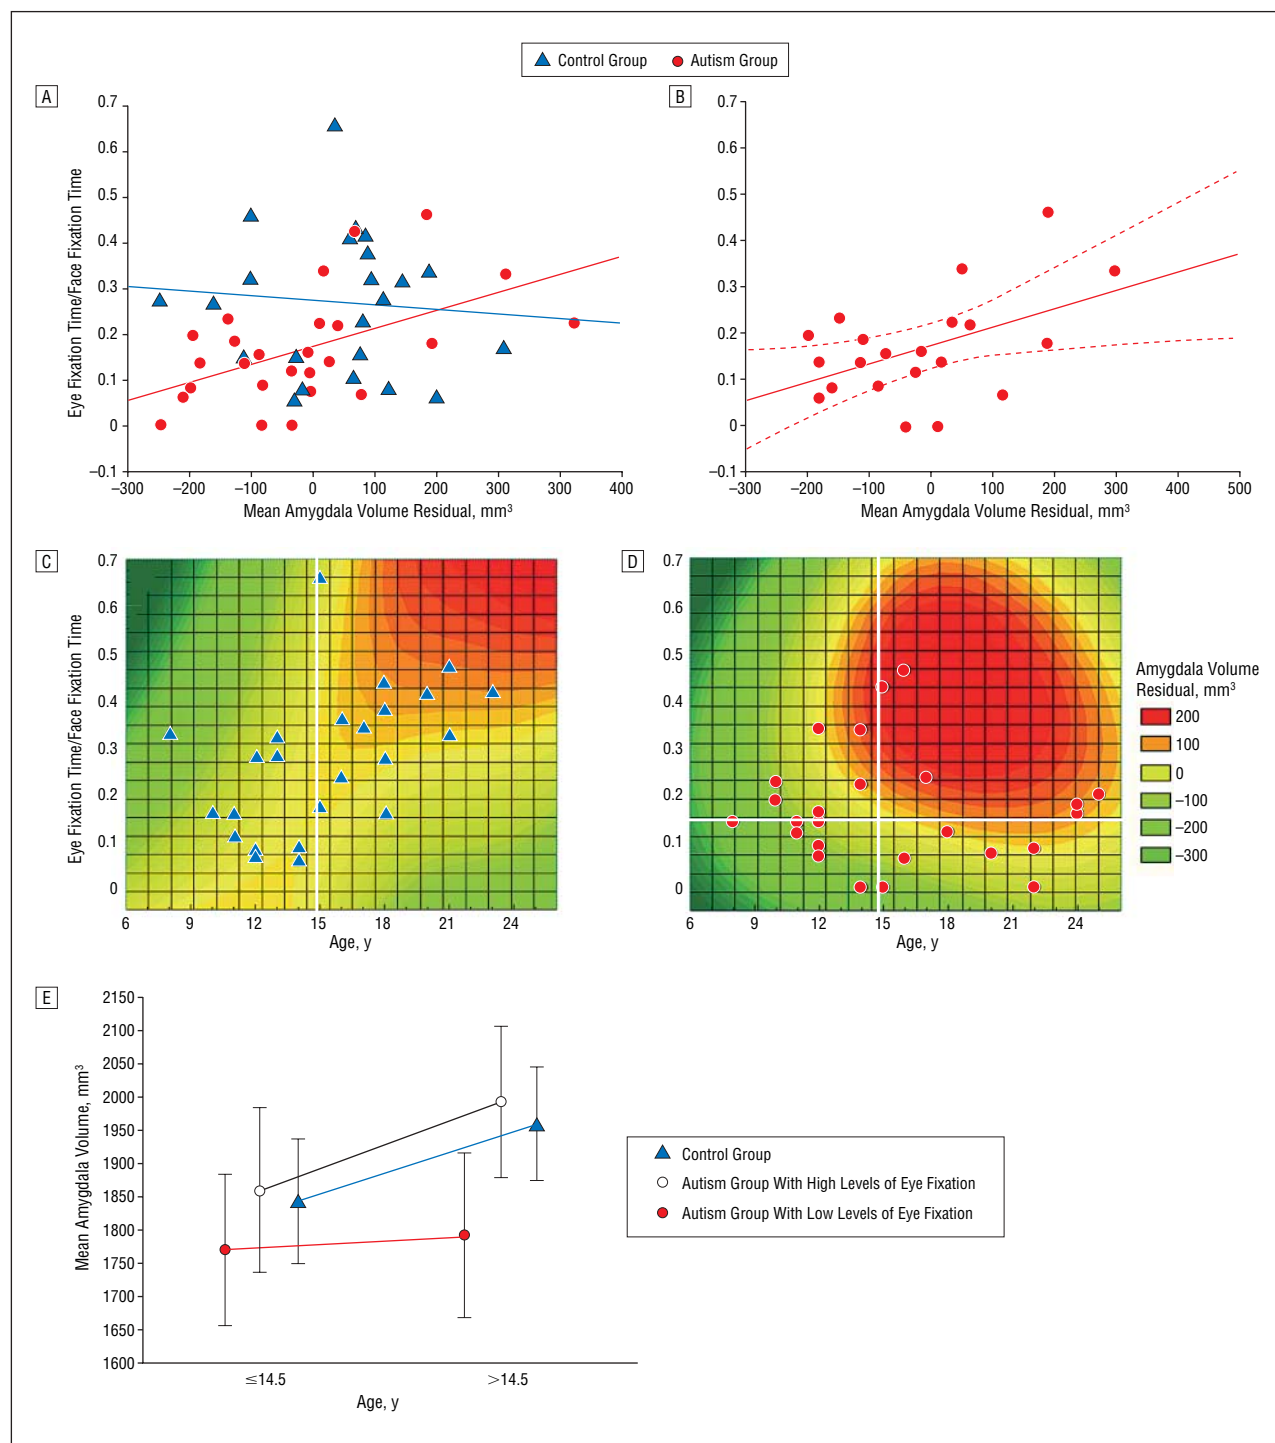 Control Group
Autism Group
A
0.7
0.6
0.5
0.4
0.3
0.2
0.1
0
–0.1
Eye Fixation Time/Face Fixation Time
–300 –200 –100 0 100 200 300 400
Mean Amygdala Volume Residual, mm³
B
0.7
0.6
0.5
0.4
0.3
0.2
0.1
0
–0.1
–300 –200 –100 0 100 200 300 400 500
Mean Amygdala Volume Residual, mm³
C
0.7
0.6
0.5
0.4
0.3
0.2
0.1
0
Eye Fixation Time/Face Fixation Time
6 9 12 15 18 21 24
Age, y
D
0.7
0.6
0.5
0.4
0.3
0.2
0.1
0
6 9 12 15 18 21 24
Age, y
Amygdala Volume
Residual, mm³
200
100
0
–100
–200
–300
E
2150
2100
2050
2000
1950
1900
1850
1800
1750
1700
1650
1600
Mean Amygdala Volume, mm³
≤14.5 >14.5
Age, y
Control Group
Autism Group With High Levels of Eye Fixation
Autism Group With Low Levels of Eye Fixation